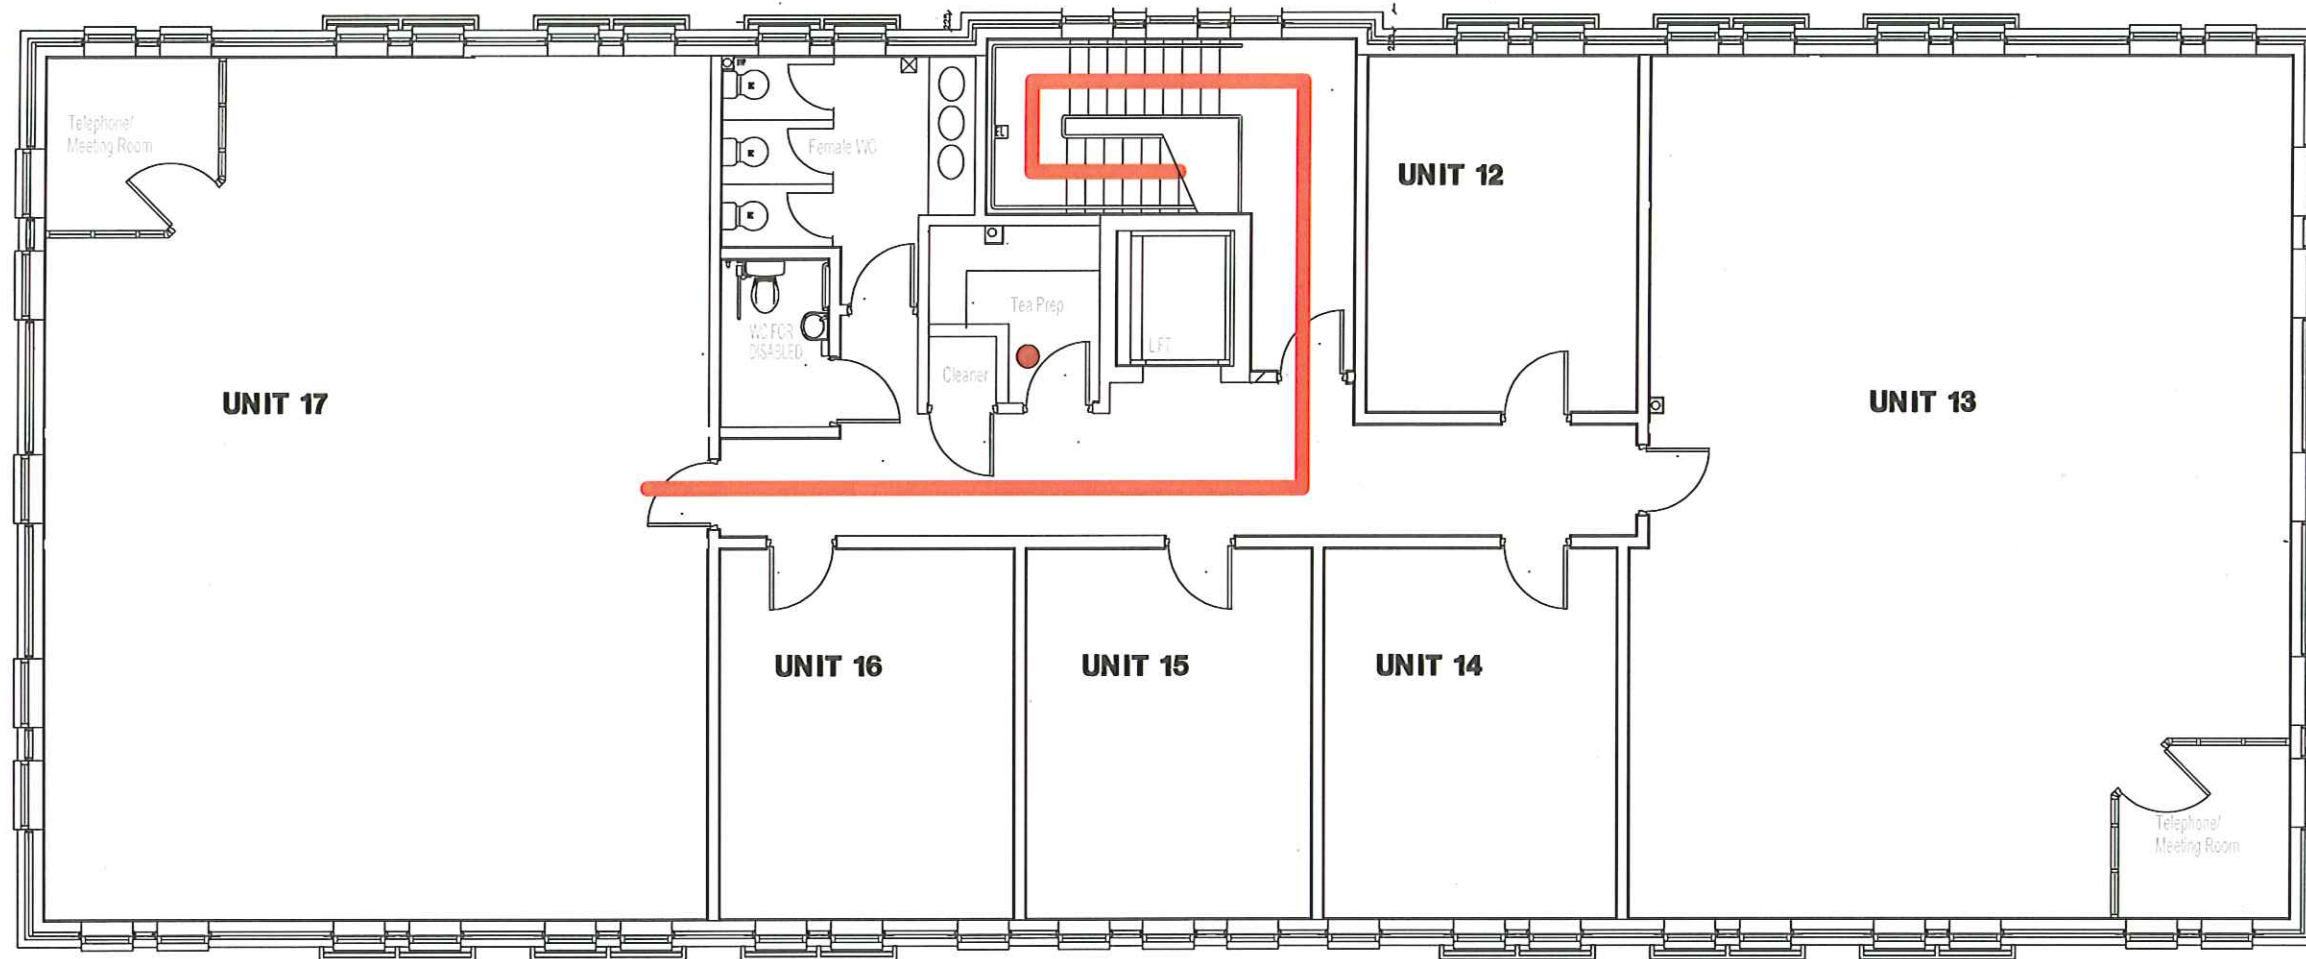 Telephone/
Meeting Room
Female WC
UNIT 12
Tea Prep
WC FOR
DISABLED
LIFT
Cleaner
UNIT 17
UNIT 13
UNIT 16
UNIT 15
UNIT 14
Telephone/
Meeting Room